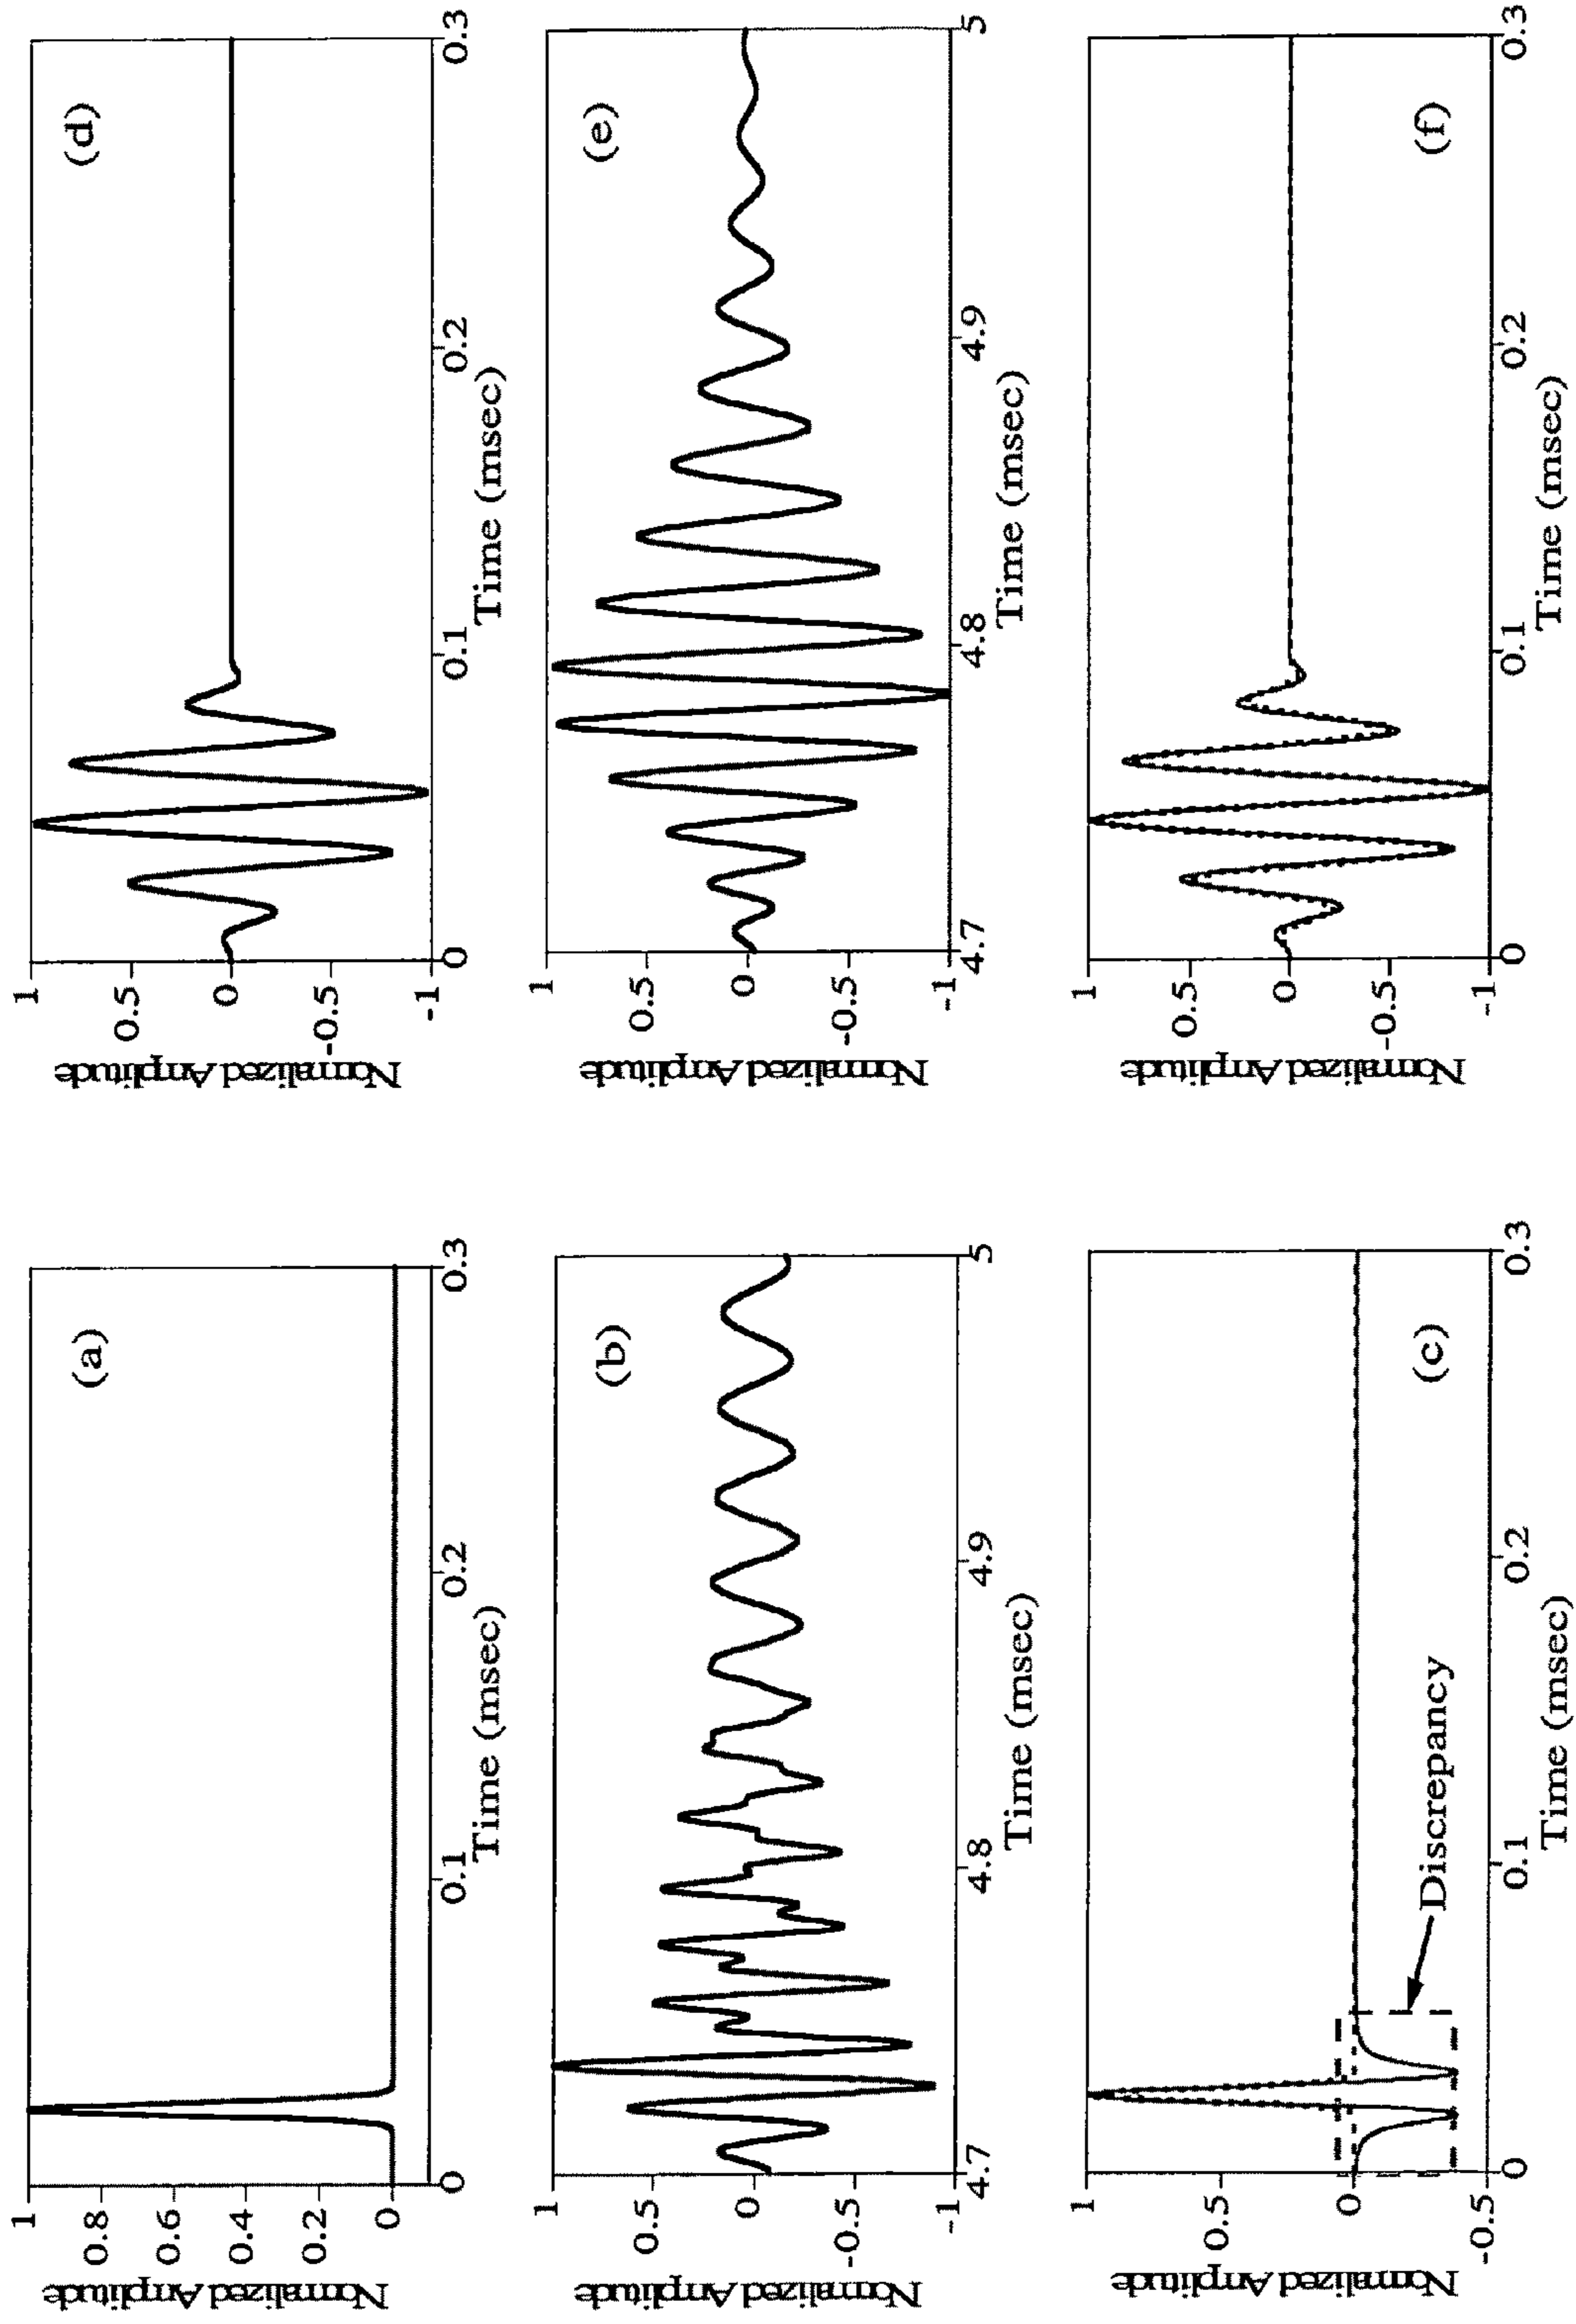 (a)
Normalized Amplitude
1
0.8
0.6
0.4
0.2
0
0 0.1 0.2 0.3
Time (msec)
(b)
Normalized Amplitude
1
0.5
0
-0.5
-1
4.7 4.8 4.9 5
Time (msec)
(c)
Normalized Amplitude
1
0.5
0
-0.5
Discrepancy
0 0.1 0.2 0.3
Time (msec)
(d)
Normalized Amplitude
1
0.5
0
-0.5
-1
0 0.1 0.2 0.3
Time (msec)
(e)
Normalized Amplitude
1
0.5
0
-0.5
-1
4.7 4.8 4.9 5
Time (msec)
(f)
Normalized Amplitude
1
0.5
0
-0.5
-1
0 0.1 0.2 0.3
Time (msec)